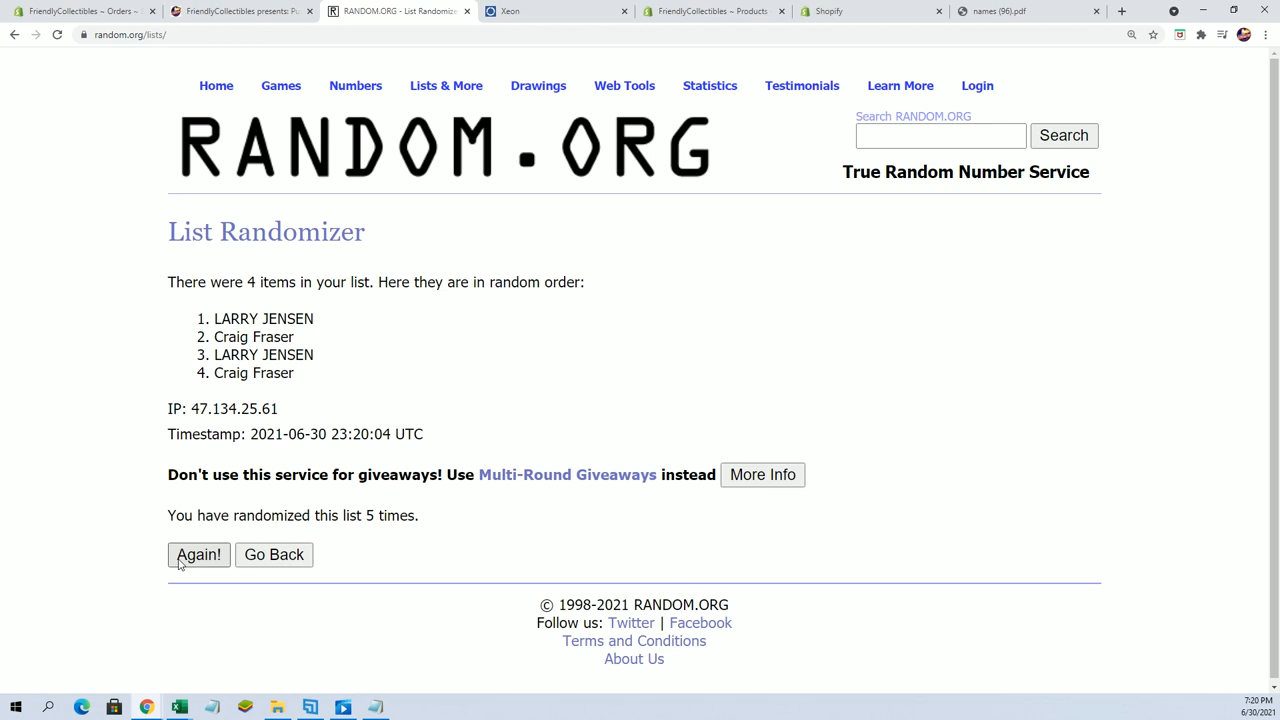 FriendlyCollectibles ~ Orders ~
FriendlyCollectibles presents: Pu
RANDOM.ORG - List Randomize
Xeon
FriendlyCollectibles ~ Products
Shopify
names (96).pdf
random.org/lists/
Home Games Numbers Lists & More Drawings Web Tools Statistics Testimonials Learn More Login
RANDOM.ORG
Search RANDOM.ORG
Search
True Random Number Service
List Randomizer
There were 4 items in your list. Here they are in random order:
1. LARRY JENSEN
2. Craig Fraser
3. LARRY JENSEN
4. Craig Fraser
IP: 47.134.25.61
Timestamp: 2021-06-30 23:20:04 UTC
Don't use this service for giveaways! Use Multi-Round Giveaways instead More Info
You have randomized this list 5 times.
Again! Go Back
© 1998-2021 RANDOM.ORG
Follow us: Twitter | Facebook
Terms and Conditions
About Us
7:20 PM
6/30/2021